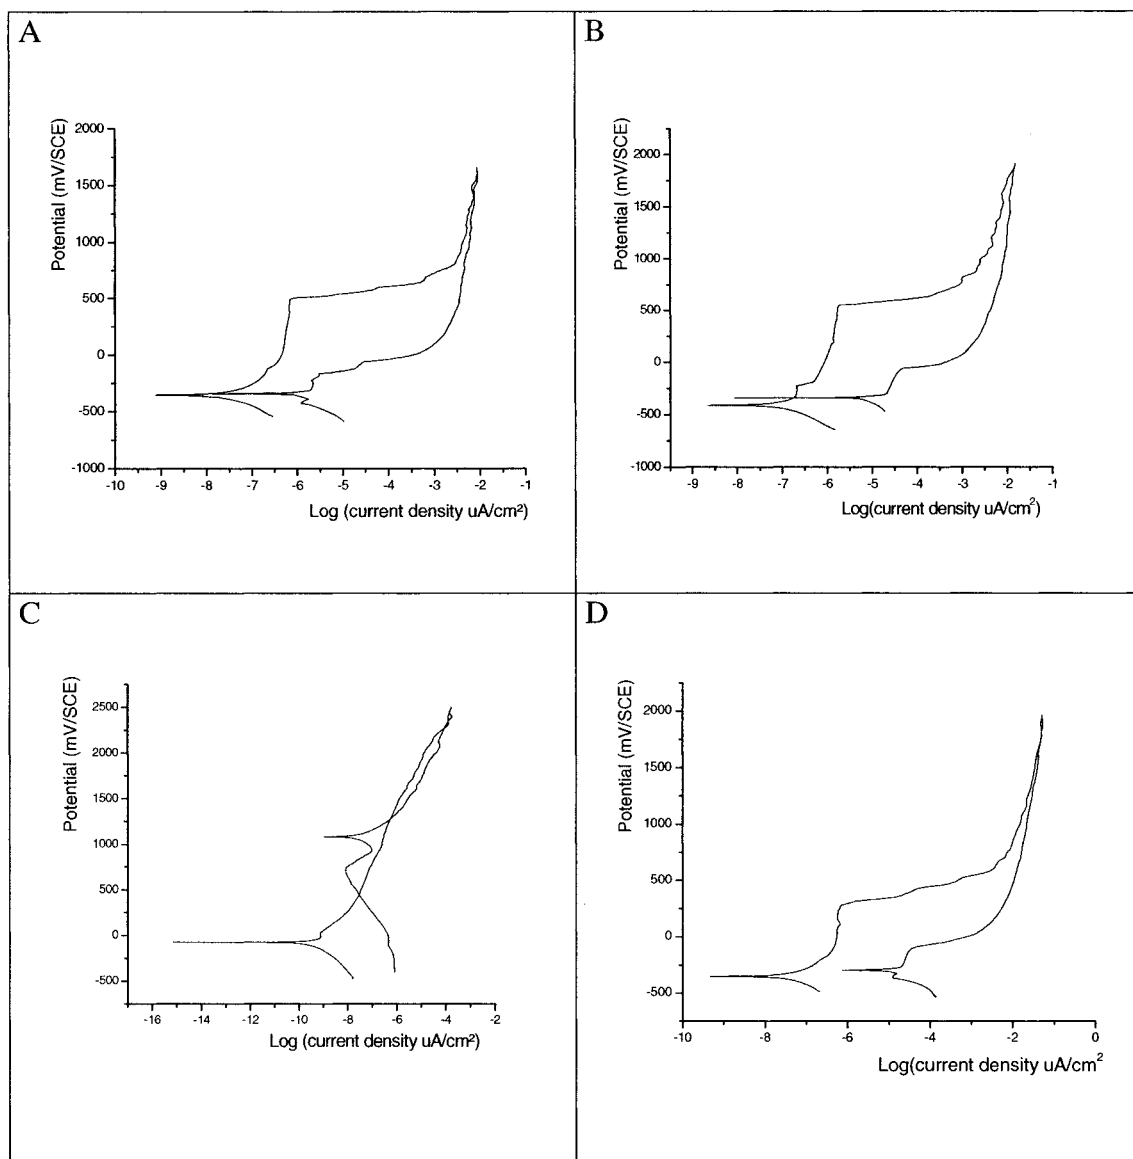 A
Potential (mV/SCE)
2000
1500
1000
500
0
-500
-1000
-10 -9 -8 -7 -6 -5 -4 -3 -2 -1
Log (current density uA/cm²)
B
Potential (mV/SCE)
2000
1500
1000
500
0
-500
-1000
-9 -8 -7 -6 -5 -4 -3 -2 -1
Log(current density uA/cm²)
C
Potential (mV/SCE)
2500
2000
1500
1000
500
0
-500
-16 -14 -12 -10 -8 -6 -4 -2
Log (current density uA/cm²)
D
Potential (mV/SCE)
2000
1500
1000
500
0
-500
-10 -8 -6 -4 -2 0
Log(current density uA/cm²